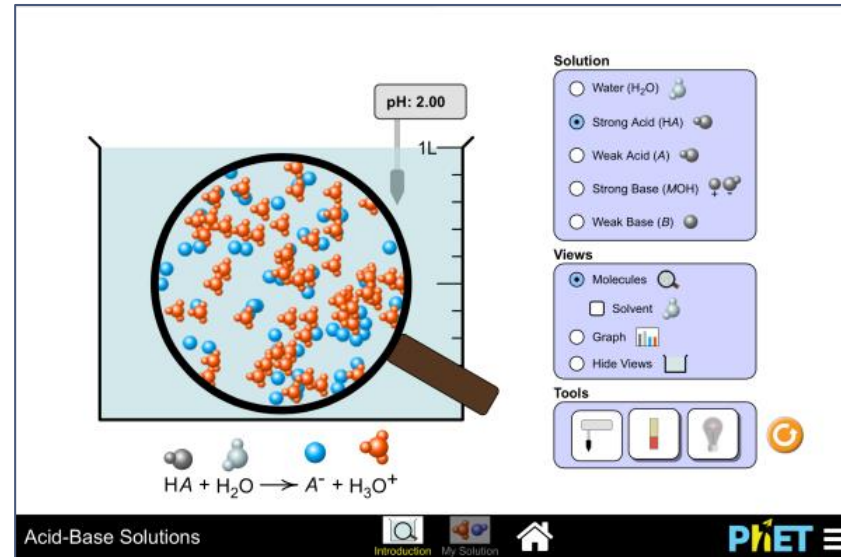 pH: 2.00
1L
HA + H₂O → A⁻ + H₃O⁺
Solution
Water (H₂O)
Strong Acid (HA)
Weak Acid (A)
Strong Base (MOH)
Weak Base (B)
Views
Molecules
Solvent
Graph
Hide Views
Tools
Acid-Base Solutions
Introduction
My Solution
PhET